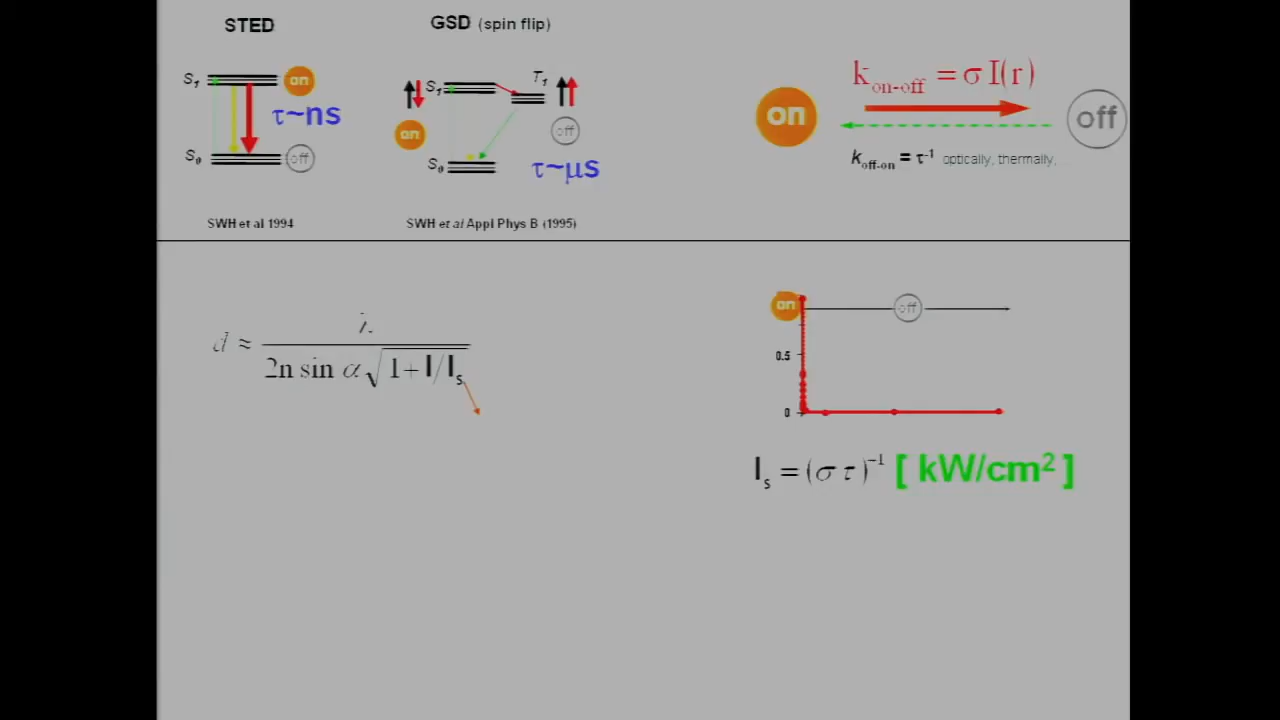 STED
GSD (spin flip)
S₁
on
τ~ns
S₀
off
SWH et al 1994
S₁
T₁
on
off
S₀
τ~μs
SWH et al Appl Phys B (1995)
k_on-off = σ I(r)
on
off
k_off-on = τ⁻¹ optically, thermally,
d ≈ λ / 2n sin α √(1+I/Iₛ)
on
off
0.5
0
Iₛ = (σ τ)⁻¹ [ kW/cm² ]